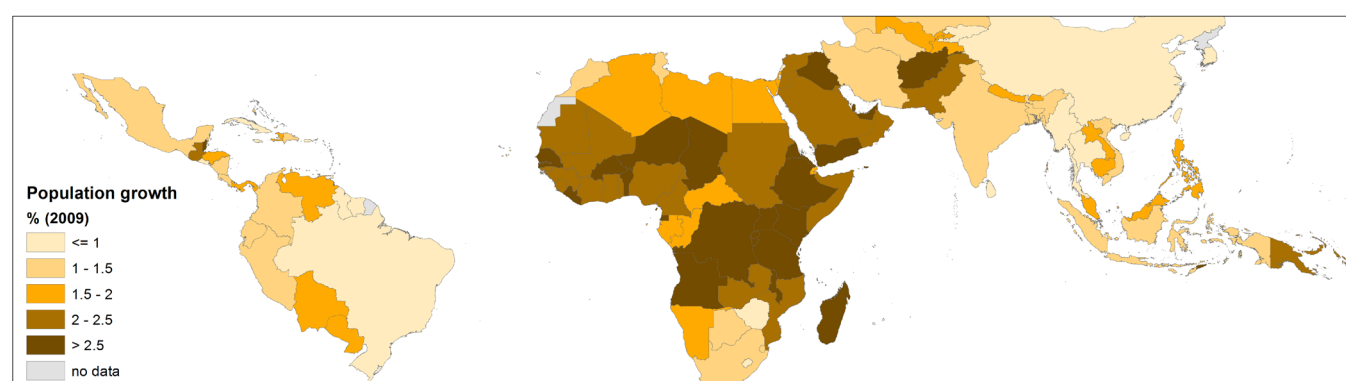 Population growth
% (2009)
<= 1
1 - 1.5
1.5 - 2
2 - 2.5
> 2.5
no data